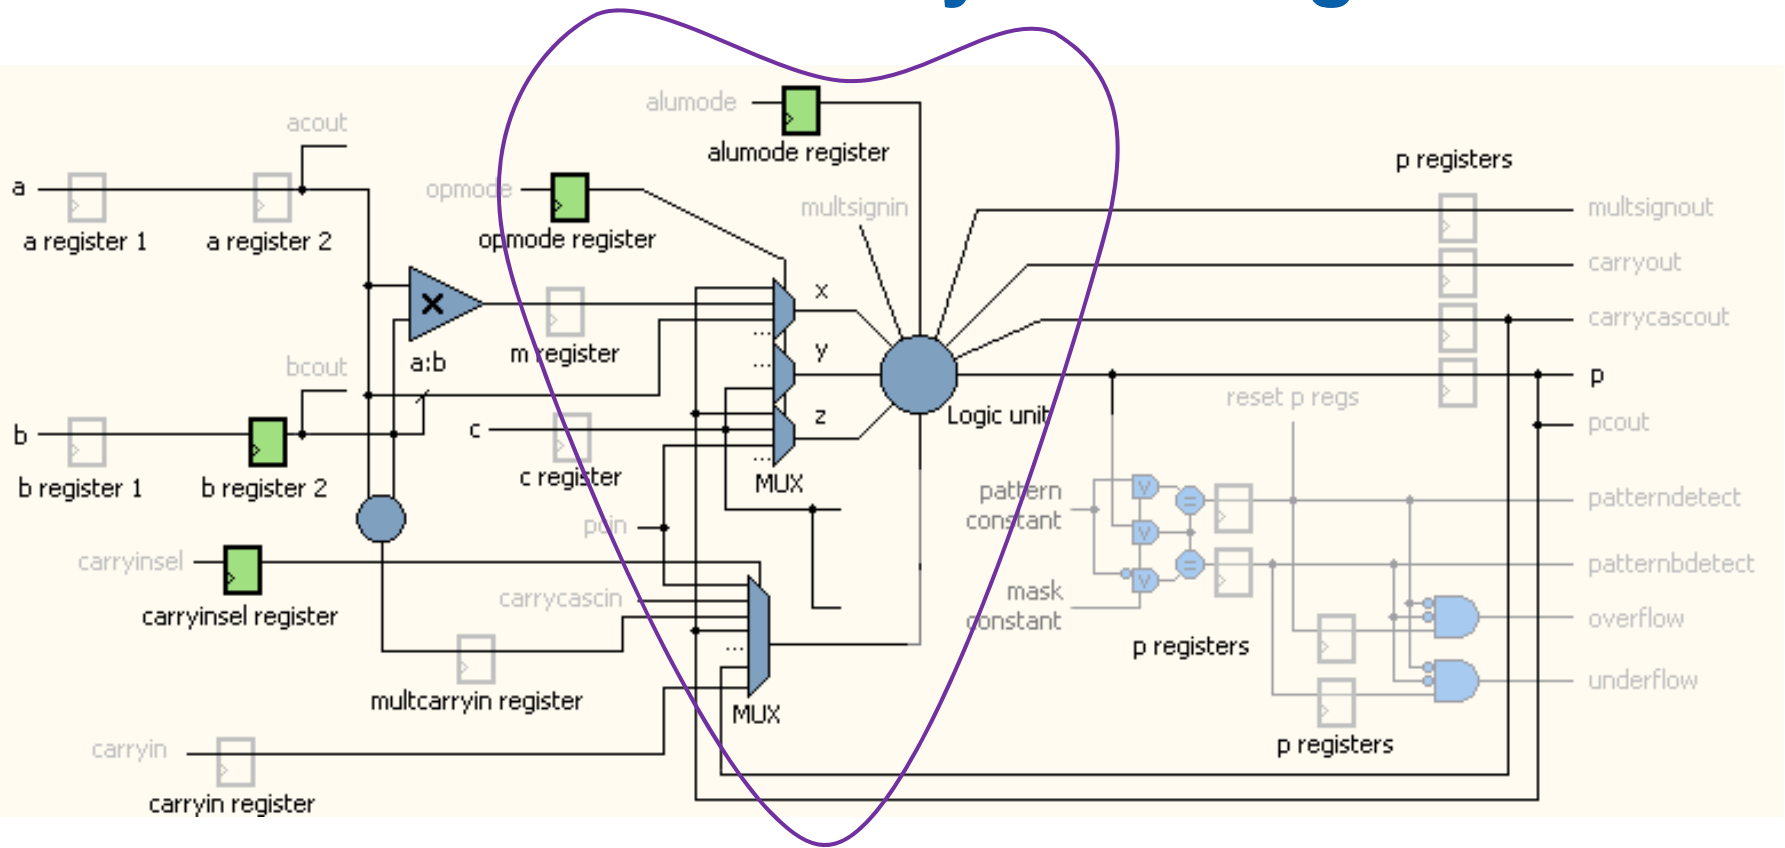 alumode
acout
alumode register
p registers
a
opmode
multsignin
multsignout
a register 1
a register 2
opmode register
carryout
x
carrycascout
m register
y
a:b
bcout
p
reset p regs
z
Logic unit
pcout
b
c
c register
MUX
b register 1
b register 2
pattern
constant
patterndetect
pcin
V
=
V
carryinsel
V
=
patternbdetect
carrycascin
mask
constant
carryinsel register
overflow
p registers
multcarryin register
underflow
MUX
carryin
p registers
carryin register